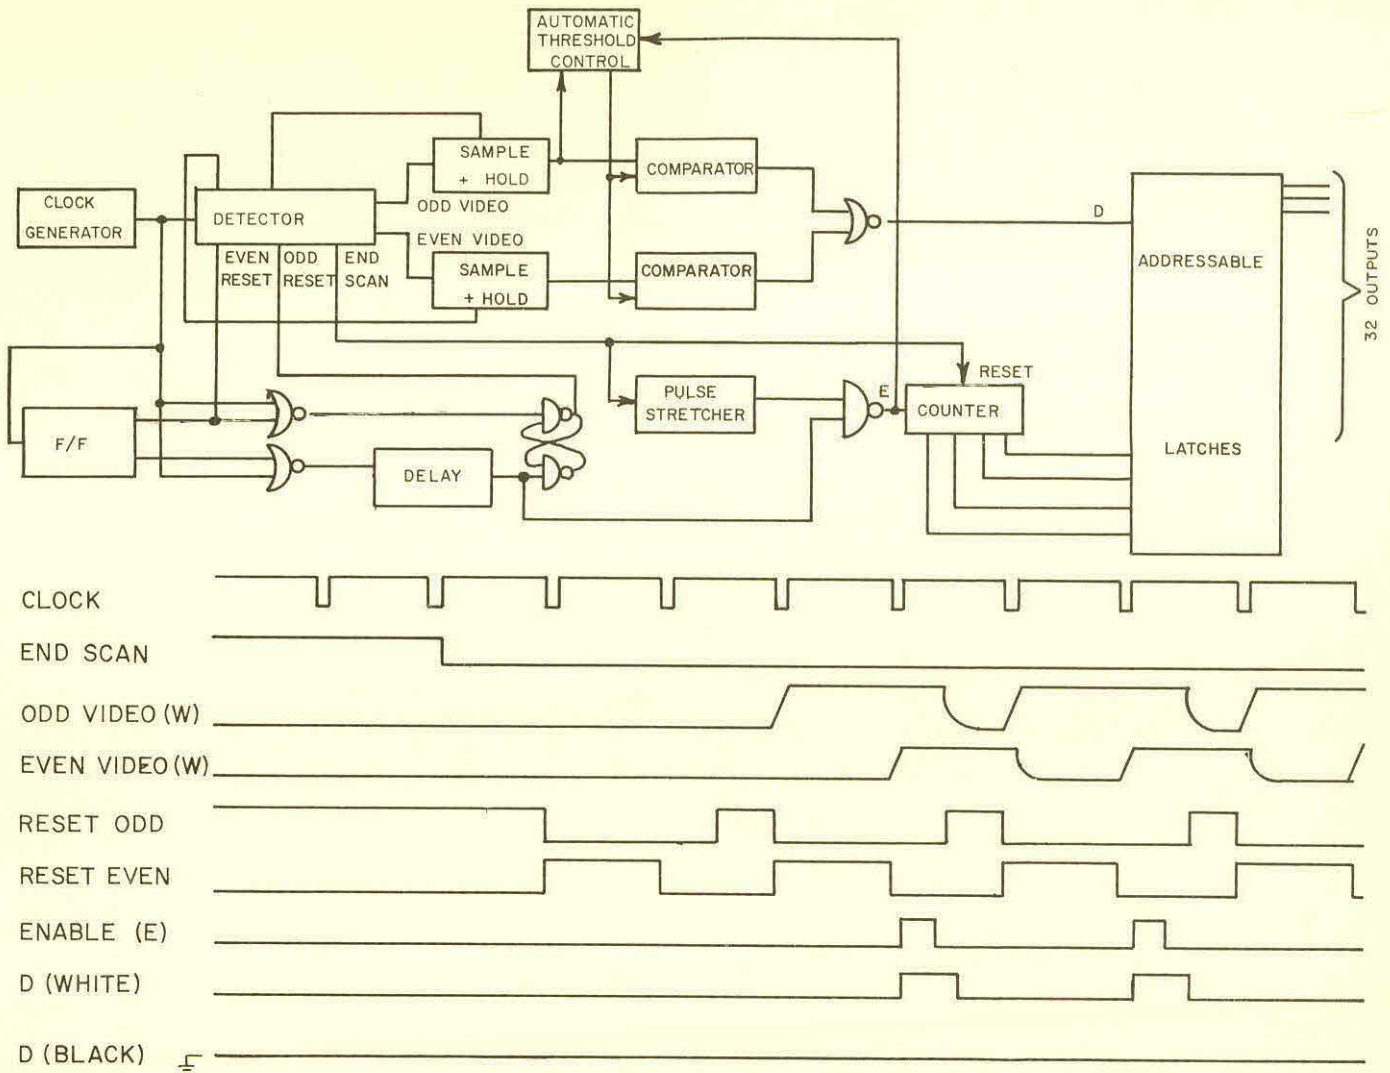 AUTOMATIC
THRESHOLD
CONTROL
SAMPLE
+ HOLD
COMPARATOR
CLOCK
GENERATOR
DETECTOR
ODD VIDEO
EVEN VIDEO
D
EVEN
RESET
ODD
RESET
END
SCAN
SAMPLE
+ HOLD
COMPARATOR
ADDRESSABLE
LATCHES
32 OUTPUTS
RESET
PULSE
STRETCHER
E
COUNTER
F/F
DELAY
CLOCK
END SCAN
ODD VIDEO (W)
EVEN VIDEO (W)
RESET ODD
RESET EVEN
ENABLE (E)
D (WHITE)
D (BLACK)